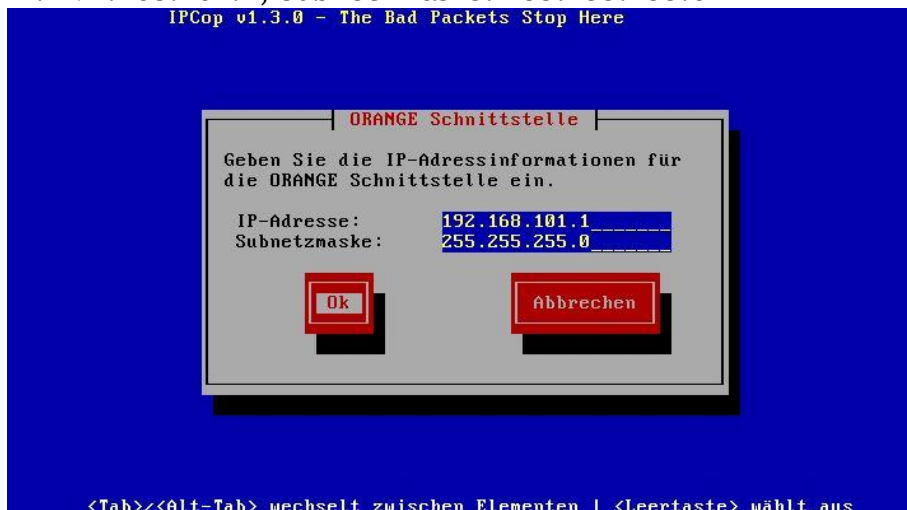 IPCop v1.3.0 - The Bad Packets Stop Here
ORANGE Schnittstelle
Geben Sie die IP-Adressinformationen für
die ORANGE Schnittstelle ein.
IP-Adresse: 192.168.101.1
Subnetzmaske: 255.255.255.0
Ok Abbrechen
<Tab>/<Alt-Tab> wechselt zwischen Elementen | <Leertaste> wählt aus